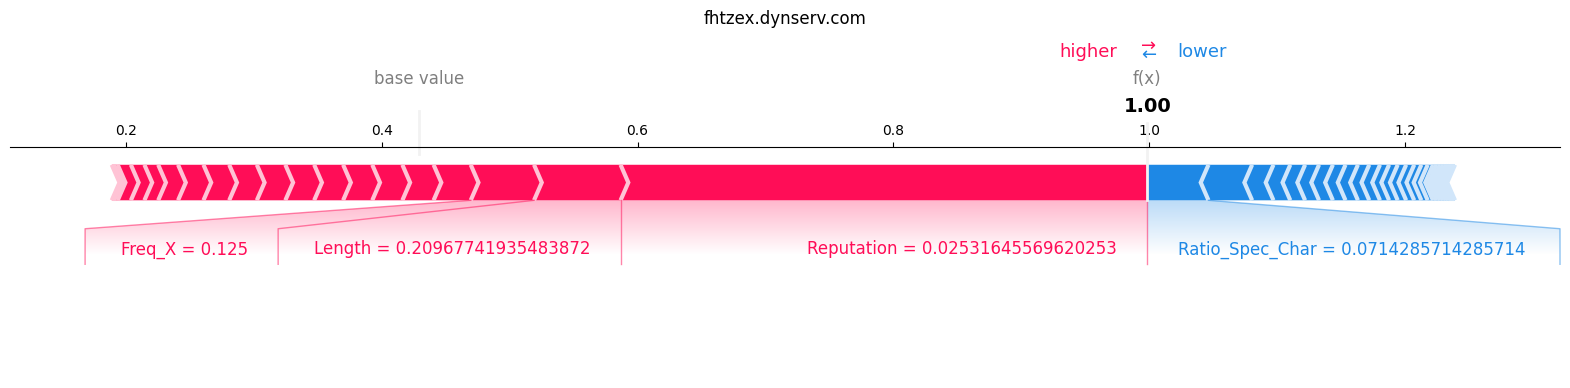 fhtzex.dynserv.com
higher → ← lower
base value f(x)
1.00
0.2 0.4 0.6 0.8 1.0 1.2
Freq_X = 0.125 Length = 0.20967741935483872 Reputation = 0.02531645569620253 Ratio_Spec_Char = 0.0714285714285714